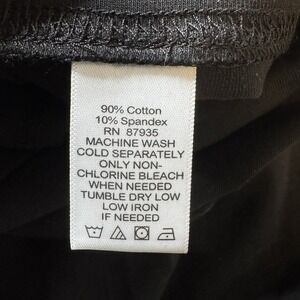 90% Cotton
10% Spandex
RN 87935
MACHINE WASH
COLD SEPARATELY
ONLY NON-
CHLORINE BLEACH
WHEN NEEDED
TUMBLE DRY LOW
LOW IRON
IF NEEDED